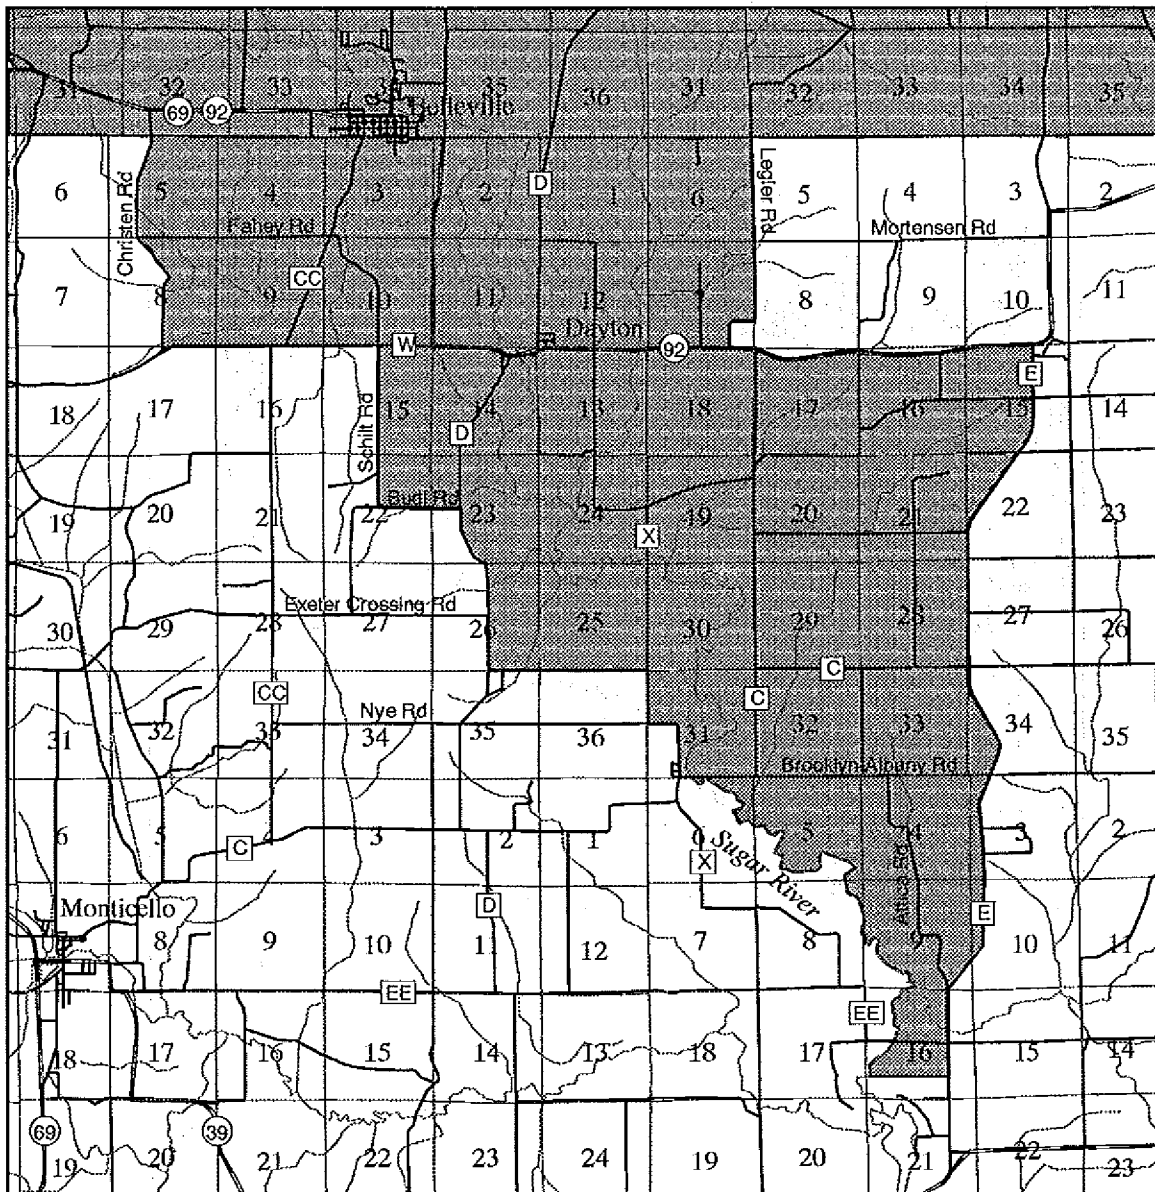 31 32 33 35 36 31 32 33 34 35
69 92 Belleville
6 Christen Rd 5 4 3 2 D 1 6 Legler Rd 5 4 3 2
Fahey Rd Mortensen Rd
7 8 CC 9 10 11 12 8 9 10 11
W Dayton 92
E
18 17 16 Schilt Rd 15 14 13 18 17 16 15 14
D
Budl Rd
19 20 21 22 23 24 19 20 21 22 23
X
Exeter Crossing Rd
30 29 28 27 26 25 30 29 28 27 26
C
CC C
Nye Rd
31 32 33 34 35 36 31 32 33 34 35
Brooklyn-Albany Rd
6 5 4 3 2 1 6 5 4 3 2
C X Sugar River Attica Rd
Monticello D E
8 9 10 11 12 7 8 9 10 11
EE EE
18 17 16 15 14 13 18 17 16 15 14
69 39
19 20 21 22 23 24 19 20 21 22 23